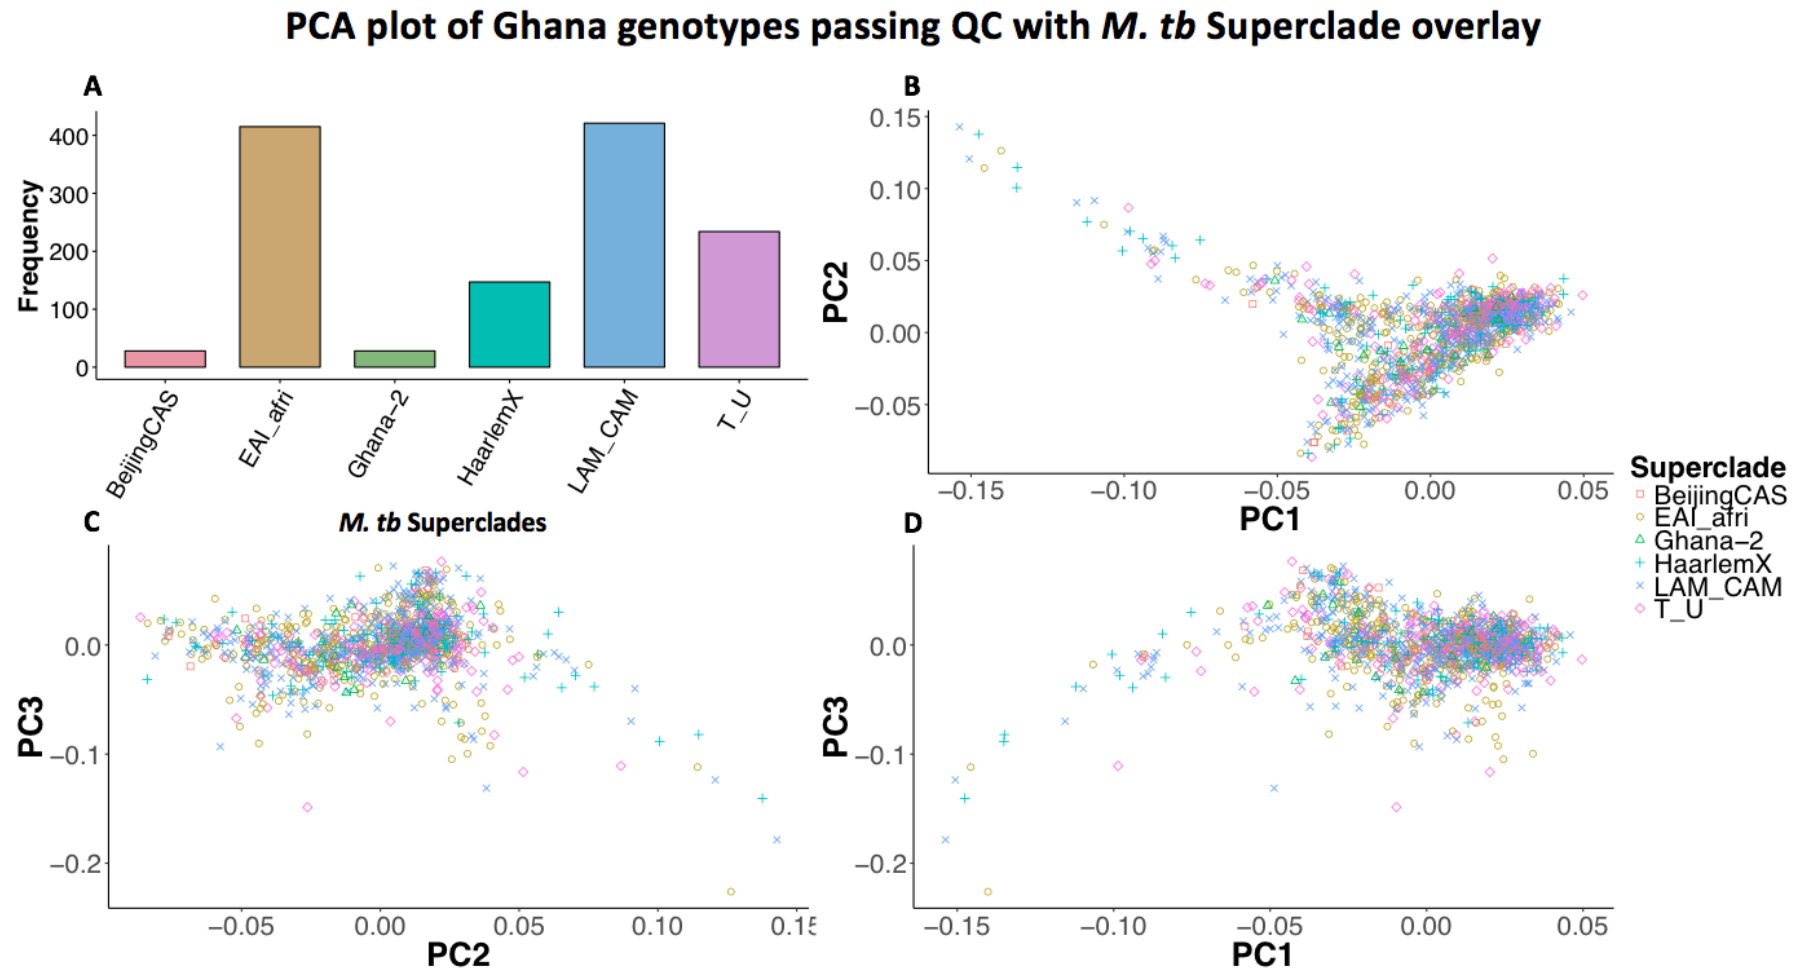 PCA plot of Ghana genotypes passing QC with M. tb Superclade overlay
A
Frequency
400
300
200
100
0
BeijingCAS
EAI_afri
Ghana−2
HaarlemX
LAM_CAM
T_U
M. tb Superclades
B
PC2
0.15
0.10
0.05
0.00
−0.05
−0.15
−0.10
−0.05
0.00
0.05
PC1
Superclade
BeijingCAS
EAI_afri
Ghana−2
HaarlemX
LAM_CAM
T_U
C
PC3
0.0
−0.1
−0.2
−0.05
0.00
0.05
0.10
0.15
PC2
D
PC3
0.0
−0.1
−0.2
−0.15
−0.10
−0.05
0.00
0.05
PC1